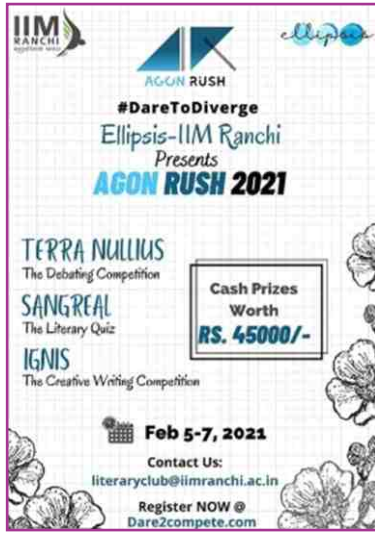 IIM
RANCHI
ellipsis
AGON RUSH
#DareToDiverge
Ellipsis-IIM Ranchi
Presents
AGON RUSH 2021
TERRA NULLIUS
The Debating Competition
SANGREAL
The Literary Quiz
IGNIS
The Creative Writing Competition
Cash Prizes
Worth
RS. 45000/-
Feb 5-7, 2021
Contact Us:
literaryclub@iimranchi.ac.in
Register NOW @
Dare2compete.com